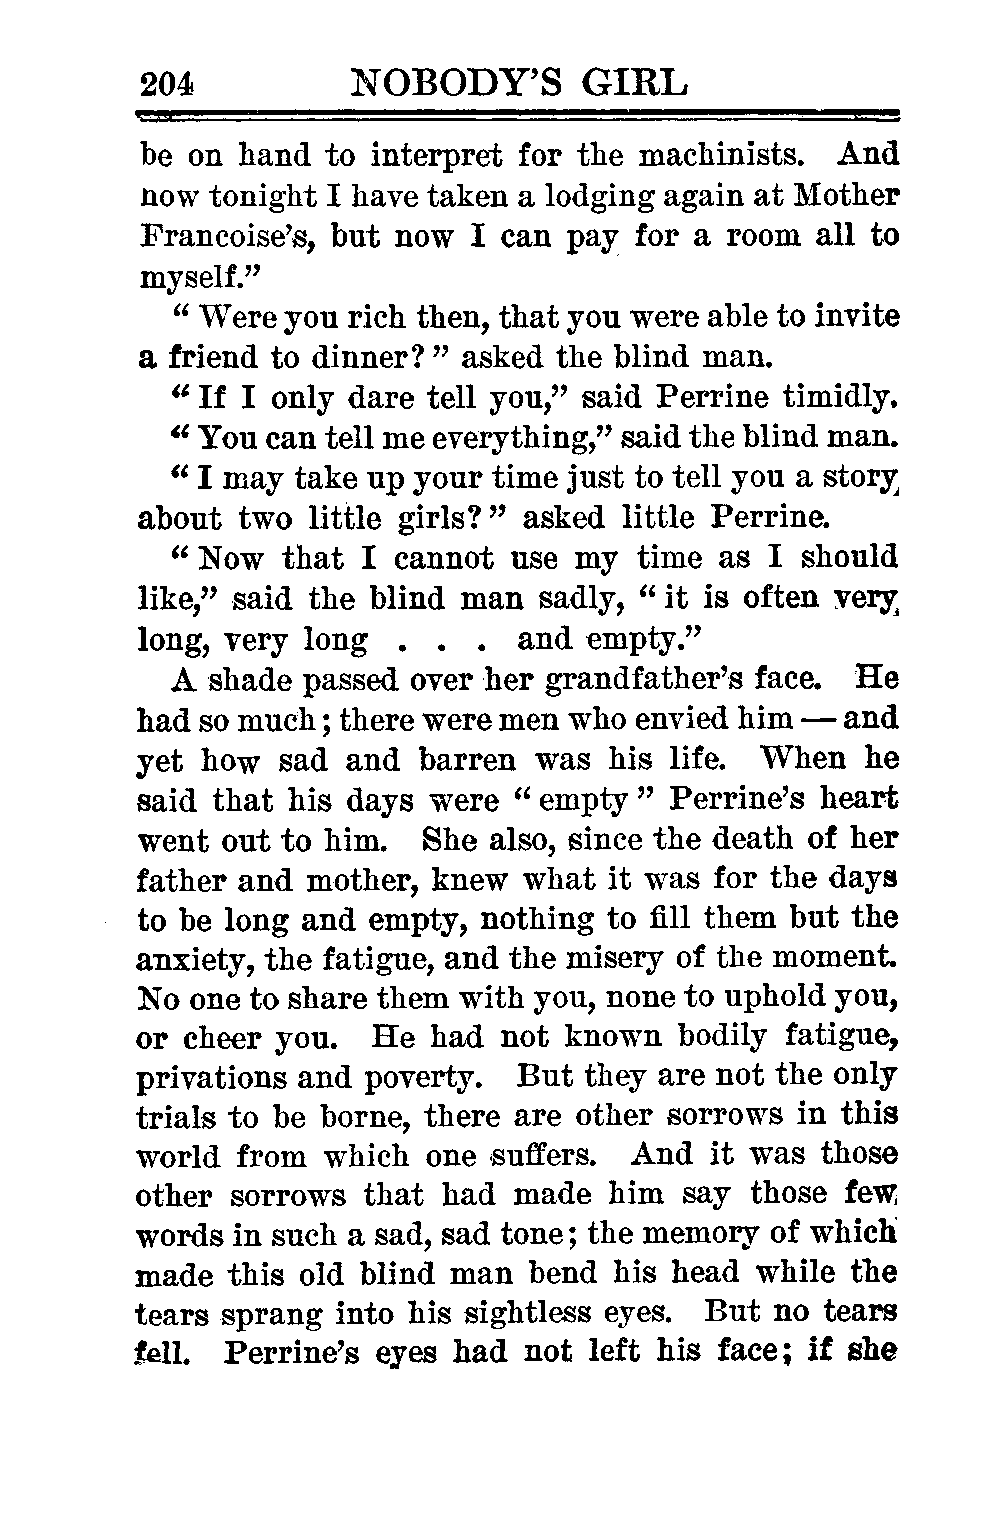 204 NOBODY'S GIRL
be on hand to interpret for the machinists. And
now tonight I have taken a lodging again at Mother
Francoise's, but now I can pay for a room all to
myself.”
“ Were you rich then, that you were able to invite
a friend to dinner? ” asked the blind man.
“ If I only dare tell you,” said Perrine timidly.
“ You can tell me everything,” said the blind man.
“ I may take up your time just to tell you a story
about two little girls? ” asked little Perrine.
“ Now that I cannot use my time as I should
like,” said the blind man sadly, “ it is often very,
long, very long . . . and empty.”
A shade passed over her grandfather's face. He
had so much; there were men who envied him — and
yet how sad and barren was his life. When he
said that his days were “ empty ” Perrine's heart
went out to him. She also, since the death of her
father and mother, knew what it was for the days
to be long and empty, nothing to fill them but the
anxiety, the fatigue, and the misery of the moment.
No one to share them with you, none to uphold you,
or cheer you. He had not known bodily fatigue,
privations and poverty. But they are not the only
trials to be borne, there are other sorrows in this
world from which one suffers. And it was those
other sorrows that had made him say those few
words in such a sad, sad tone; the memory of which
made this old blind man bend his head while the
tears sprang into his sightless eyes. But no tears
fell. Perrine's eyes had not left his face; if she